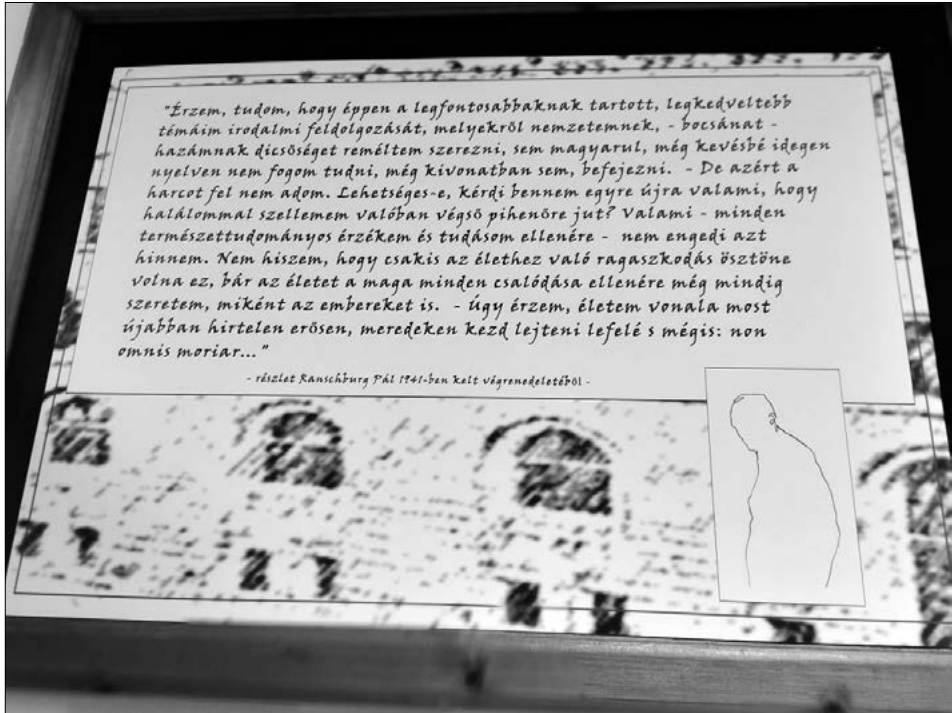 "Érzem, tudom, hogy éppen a legfontosabbaknak tartott, legkedveltebb
témáim irodalmi feldolgozását, melyekről nemzetemnek, - bocsánat -
hazámnak dicsőséget reméltem szerezni, sem magyarul, még kevésbé idegen
nyelven nem fogom tudni, még kivonatban sem, befejezni. - De azért a
harcot fel nem adom. Lehetséges-e, kérdi bennem egyre újra valami, hogy
halálommal szellemem valóban végső pihenőre jut? Valami - minden
természettudományos érzékem és tudásom ellenére - nem engedi azt
hinnem. Nem hiszem, hogy csakis az élethez való ragaszkodás ösztöne
volna ez, bár az életet a maga minden csalódása ellenére még mindig
szeretem, miként az embereket is. - Úgy érzem, életem vonala most
újabban hirtelen erősen, meredeken kezd lejteni lefelé s mégis: non
omnis moriar..."
- részlet Ranschburg Pál 1941-ben kelt végrenedeletéből -